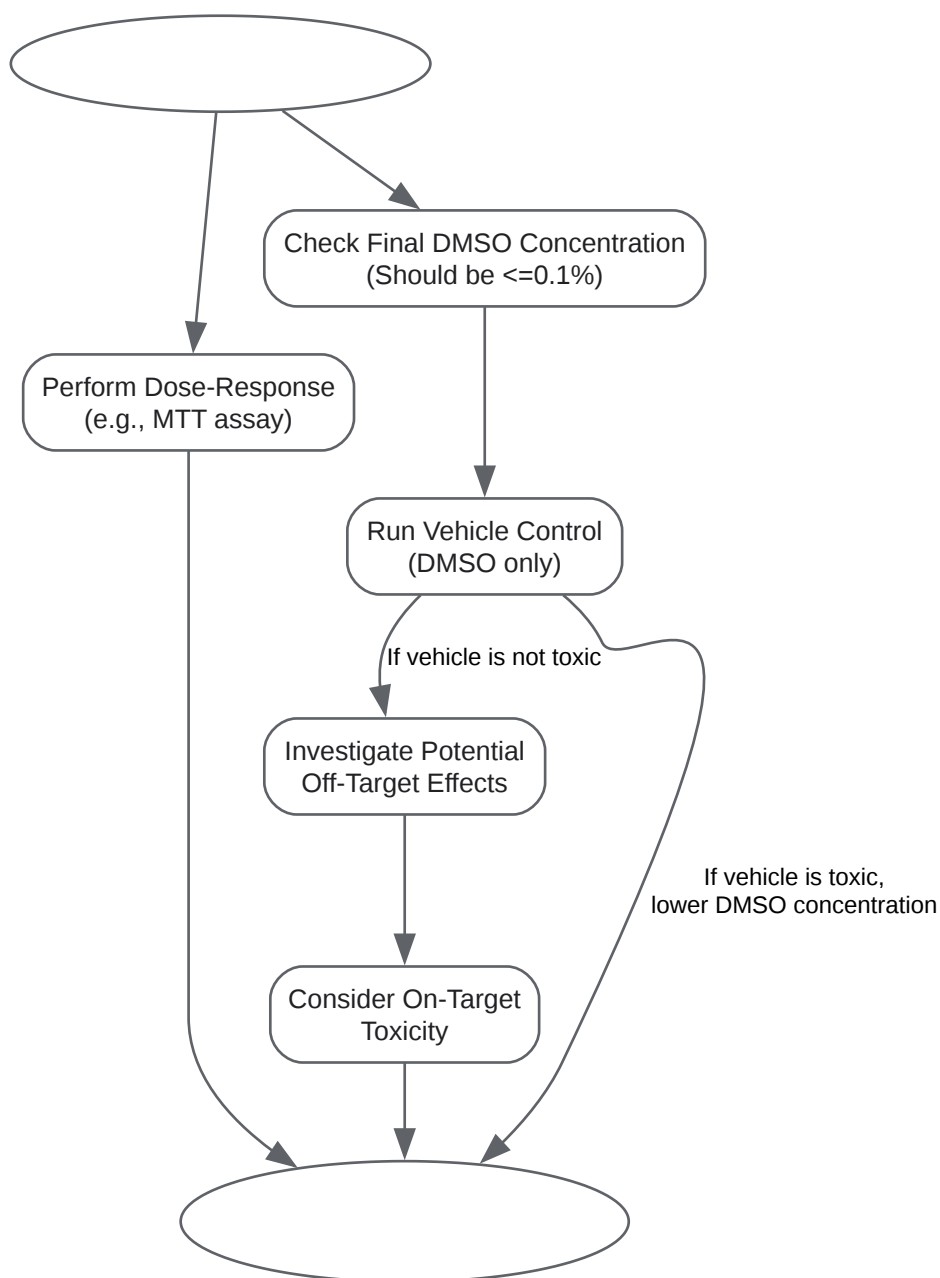 Check Final DMSO Concentration
(Should be <=0.1%)
Perform Dose-Response
(e.g., MTT assay)
Run Vehicle Control
(DMSO only)
If vehicle is not toxic
Investigate Potential
Off-Target Effects
If vehicle is toxic,
lower DMSO concentration
Consider On-Target
Toxicity